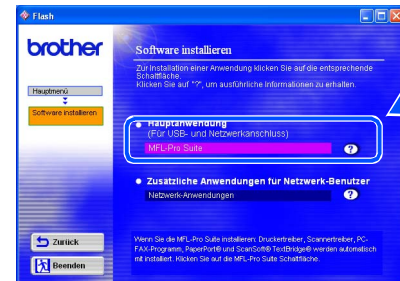 Flash
brother
Software installieren
Zur Installation einer Anwendung klicken Sie auf die entsprechende
Schaltfläche.
Klicken Sie auf "?", um ausführliche Informationen zu erhalten.
Hauptmenü
Software installieren
Hauptanwendung
(Für USB- und Netzwerkanschluss)
MFL-Pro Suite
?
Zusätzliche Anwendungen für Netzwerk-Benutzer
Netzwerk-Anwendungen
?
Zurück
Beenden
Wenn Sie die MFL-Pro Suite installieren: Druckertreiber, Scannertreiber, PC-
FAX-Programm, PaperPort® und ScanSoft® TextBridge® werden automatisch
mit installiert. Klicken Sie auf die MFL-Pro Suite Schaltfläche.